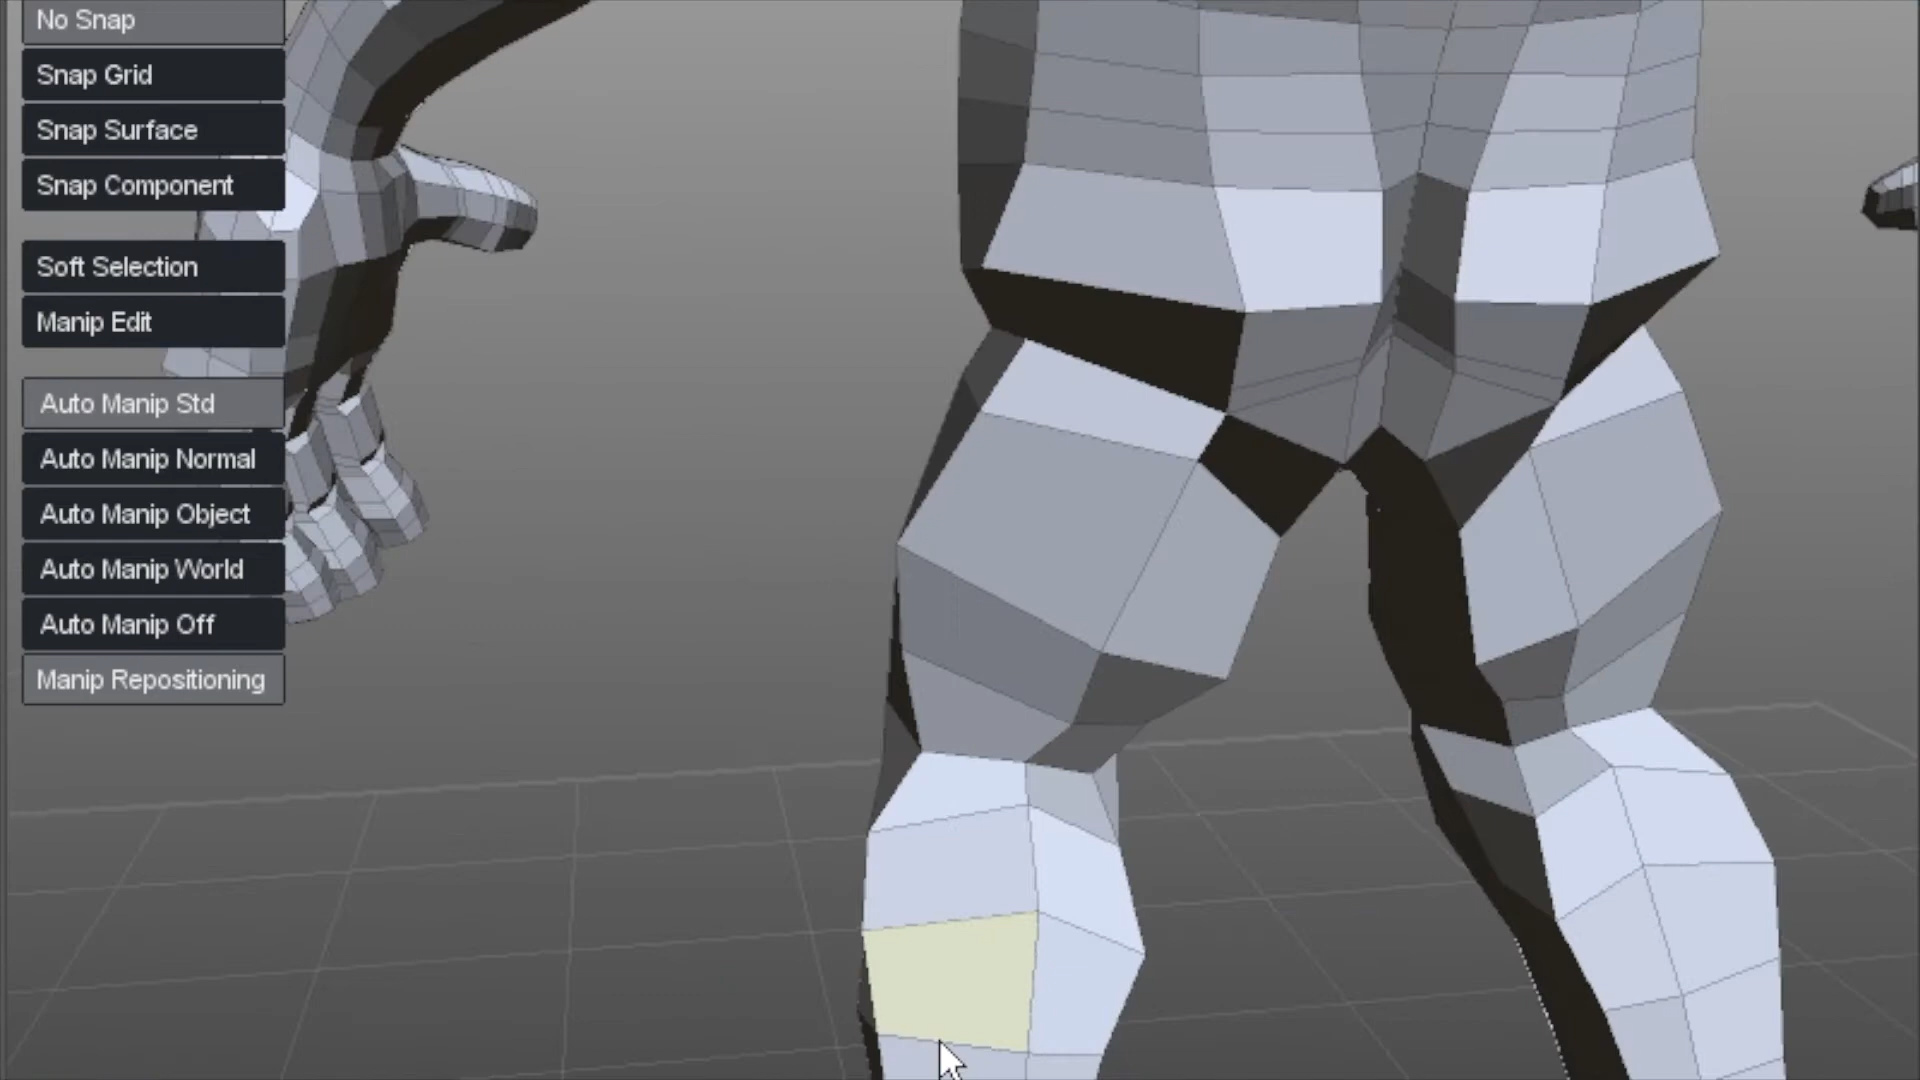 No Snap
Snap Grid
Snap Surface
Snap Component
Soft Selection
Manip Edit
Auto Manip Std
Auto Manip Normal
Auto Manip Object
Auto Manip World
Auto Manip Off
Manip Repositioning